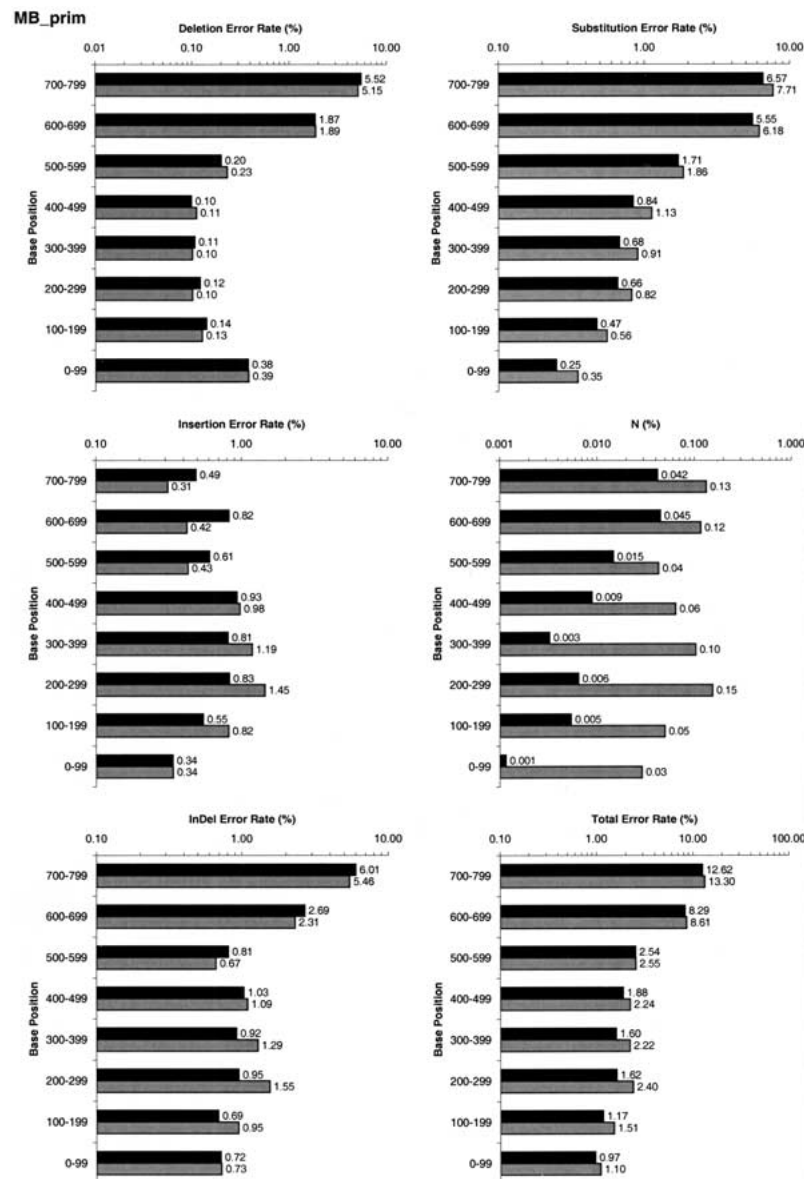 MB_prim
Deletion Error Rate (%)
0.01 0.10 1.00 10.00
Base Position
700-799 5.52 5.15
600-699 1.87 1.89
500-599 0.20 0.23
400-499 0.10 0.11
300-399 0.11 0.10
200-299 0.12 0.10
100-199 0.14 0.13
0-99 0.38 0.39
Substitution Error Rate (%)
0.10 1.00 10.00
Base Position
700-799 6.57 7.71
600-699 5.55 6.18
500-599 1.71 1.86
400-499 0.84 1.13
300-399 0.68 0.91
200-299 0.66 0.82
100-199 0.47 0.56
0-99 0.25 0.35
Insertion Error Rate (%)
0.10 1.00 10.00
Base Position
700-799 0.49 0.31
600-699 0.82 0.42
500-599 0.61 0.43
400-499 0.93 0.98
300-399 0.81 1.19
200-299 0.83 1.45
100-199 0.55 0.82
0-99 0.34 0.34
N (%)
0.001 0.010 0.100 1.000
Base Position
700-799 0.042 0.13
600-699 0.045 0.12
500-599 0.015 0.04
400-499 0.009 0.06
300-399 0.003 0.10
200-299 0.006 0.15
100-199 0.005 0.05
0-99 0.001 0.03
InDel Error Rate (%)
0.10 1.00 10.00
Base Position
700-799 6.01 5.46
600-699 2.69 2.31
500-599 0.81 0.67
400-499 1.03 1.09
300-399 0.92 1.29
200-299 0.95 1.55
100-199 0.69 0.95
0-99 0.72 0.73
Total Error Rate (%)
0.10 1.00 10.00 100.00
Base Position
700-799 12.62 13.30
600-699 8.29 8.61
500-599 2.54 2.55
400-499 1.88 2.24
300-399 1.60 2.22
200-299 1.62 2.40
100-199 1.17 1.51
0-99 0.97 1.10